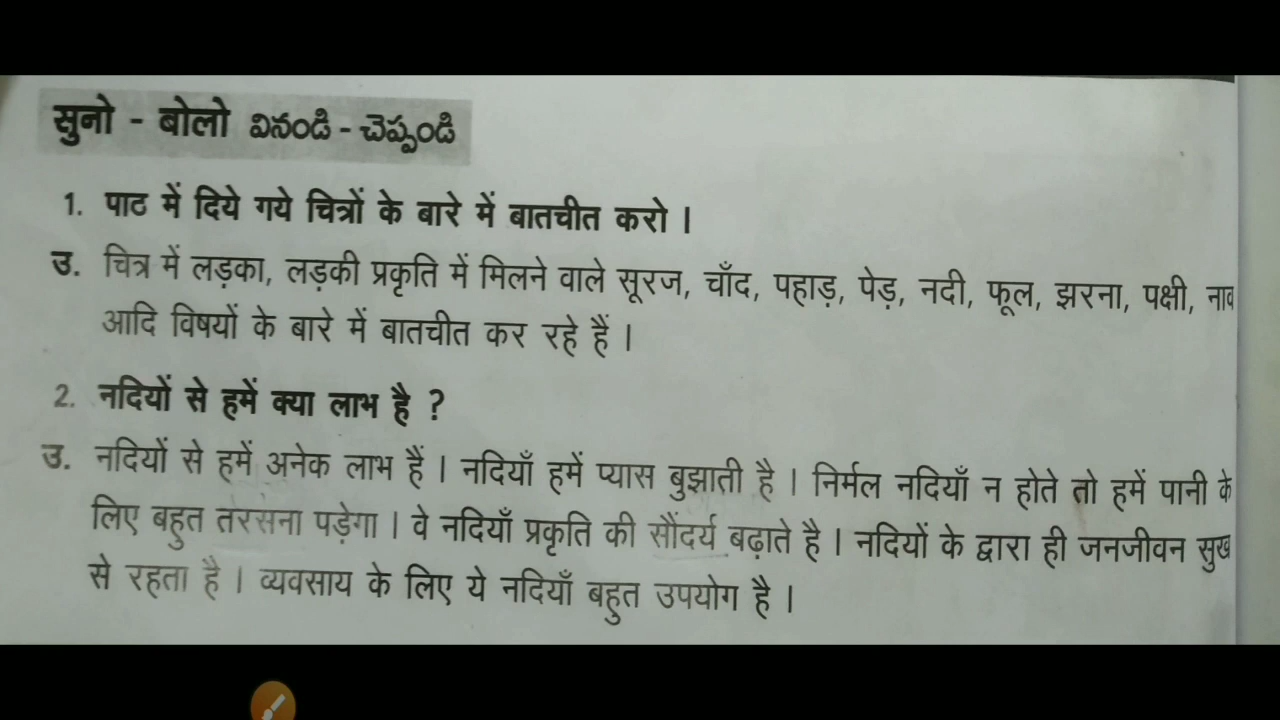 सुनो - बोलो వినండి - చెప్పండి
1. पाठ में दिये गये चित्रों के बारे में बातचीत करो ।
उ. चित्र में लड़का, लड़की प्रकृति में मिलने वाले सूरज, चाँद, पहाड़, पेड़, नदी, फूल, झरना, पक्षी, नाव
आदि विषयों के बारे में बातचीत कर रहे हैं ।
2. नदियों से हमें क्या लाभ है ?
उ. नदियों से हमें अनेक लाभ हैं । नदियाँ हमें प्यास बुझाती है । निर्मल नदियाँ न होते तो हमें पानी के
लिए बहुत तरसना पड़ेगा । वे नदियाँ प्रकृति की सौंदर्य बढ़ाते है । नदियों के द्वारा ही जनजीवन सुख
से रहता है । व्यवसाय के लिए ये नदियाँ बहुत उपयोग है ।